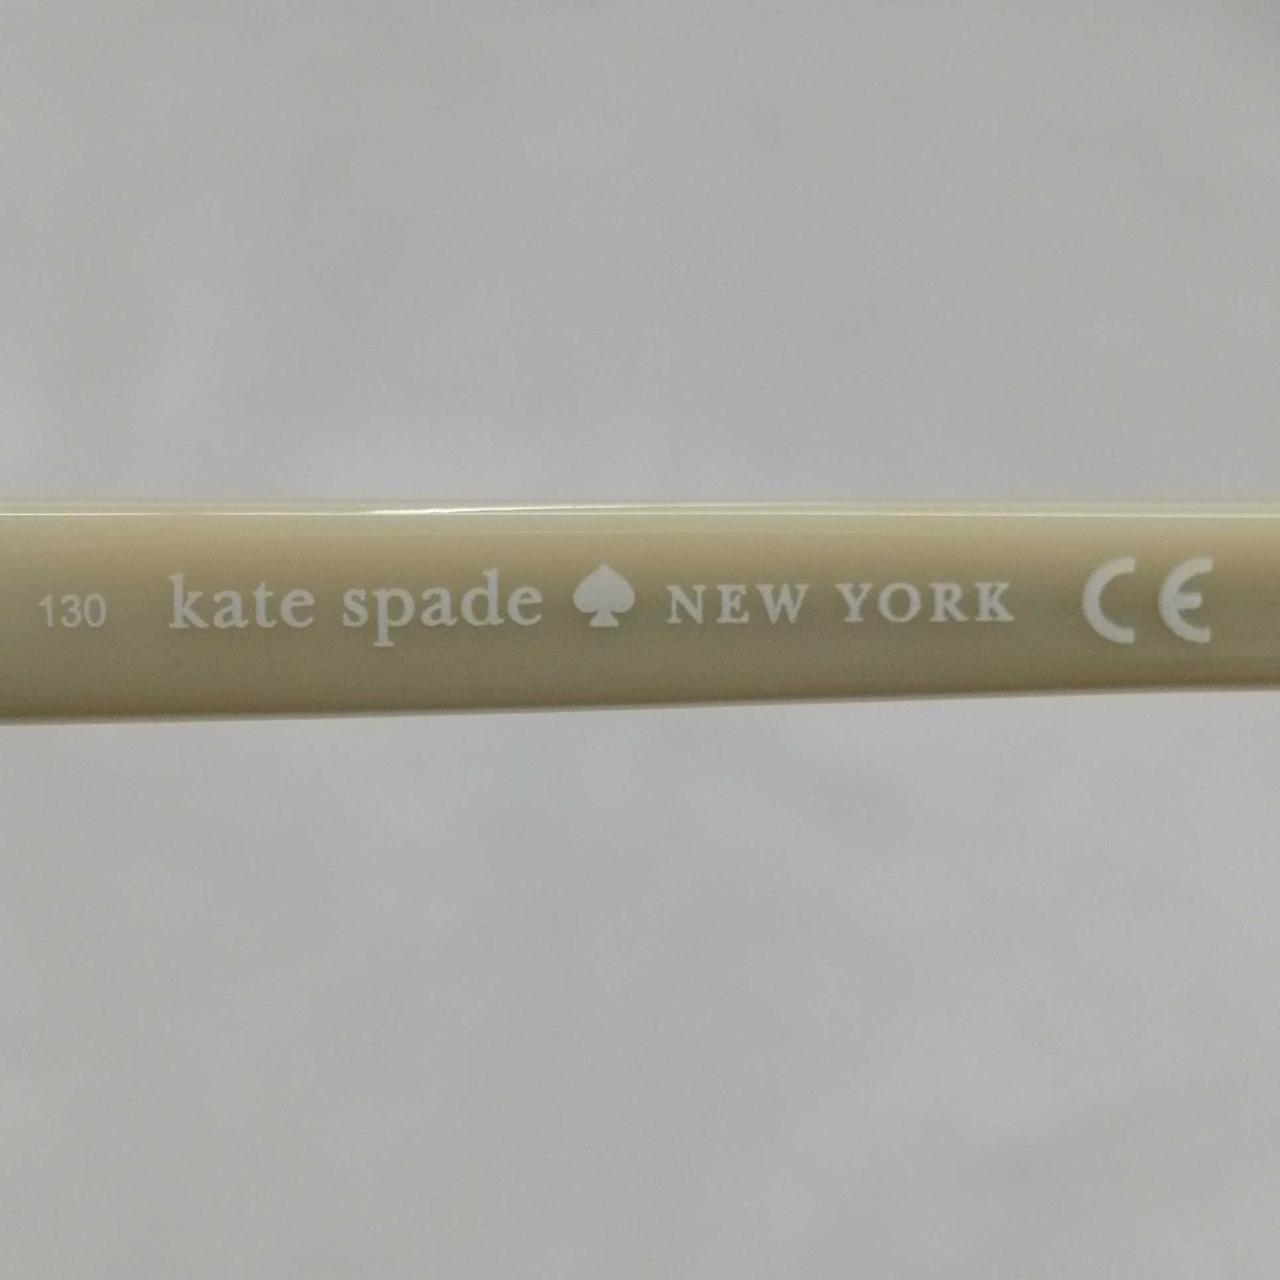 130 kate spade ♠ NEW YORK CE